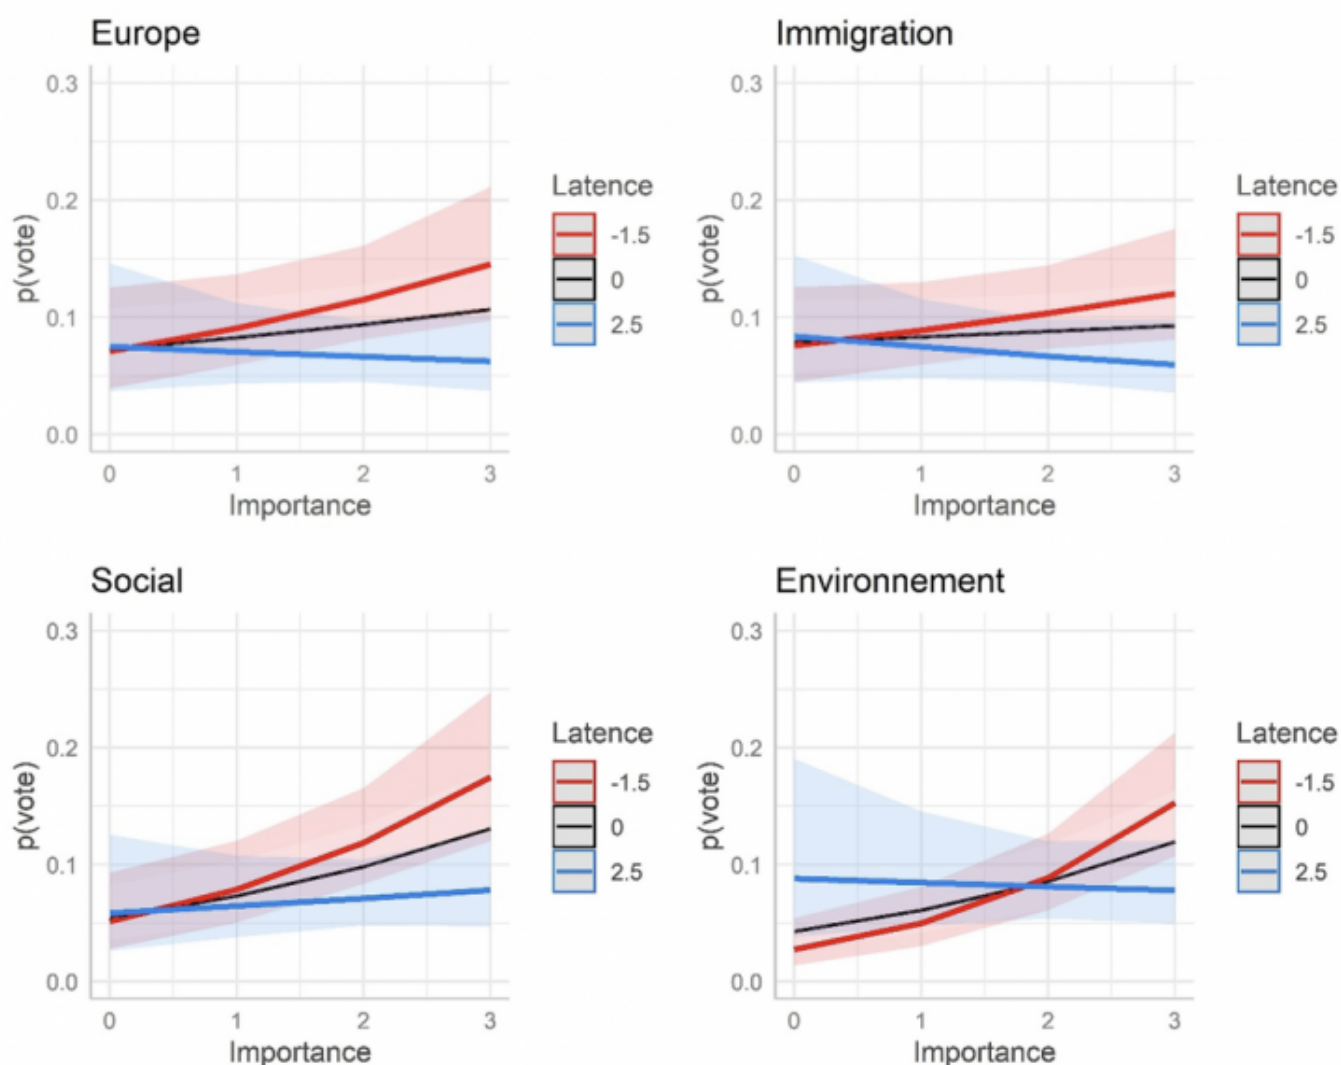 Europe
0.3
0.2
0.1
0.0
p(vote)
0 1 2 3
Importance
Latence
-1.5
0
2.5
Immigration
0.3
0.2
0.1
0.0
p(vote)
0 1 2 3
Importance
Latence
-1.5
0
2.5
Social
0.3
0.2
0.1
0.0
p(vote)
0 1 2 3
Importance
Latence
-1.5
0
2.5
Environnement
0.3
0.2
0.1
0.0
p(vote)
0 1 2 3
Importance
Latence
-1.5
0
2.5